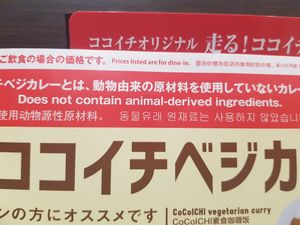 ココイチオリジナル 走る！ココイ
ご飲食の場合の価格です。 Prices listed are for dine-in.
ベジカレーとは、動物由来の原材料を使用していないカレ
Does not contain animal-derived ingredients.
使用动物源性原材料。 동물유래 원재료는 사용하지 않았습니
ココイチベジカ
ンの方にオススメです CoCoICHI vegetarian curry
CoCoICHI素食咖喱饭